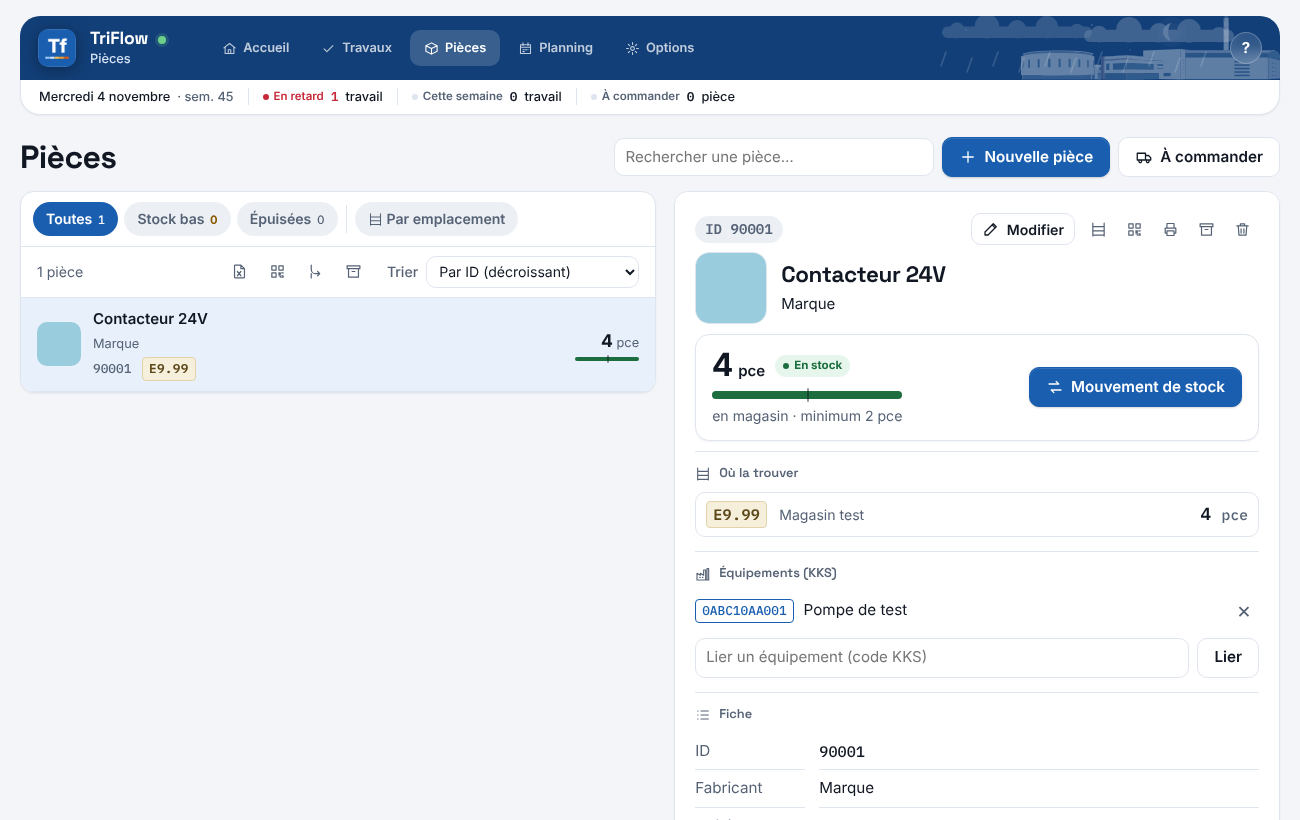 Tf
TriFlow
Pièces
Accueil
Travaux
Pièces
Planning
Options
?
Mercredi 4 novembre · sem. 45
En retard 1 travail
Cette semaine 0 travail
À commander 0 pièce
Pièces
Rechercher une pièce...
Nouvelle pièce
À commander
Toutes 1
Stock bas 0
Épuisées 0
Par emplacement
1 pièce
Trier
Par ID (décroissant)
Contacteur 24V
Marque
90001 E9.99
4 pce
ID 90001
Modifier
Contacteur 24V
Marque
4 pce
En stock
en magasin · minimum 2 pce
Mouvement de stock
Où la trouver
E9.99 Magasin test 4 pce
Équipements (KKS)
0ABC10AA001 Pompe de test
Lier un équipement (code KKS)
Lier
Fiche
ID 90001
Fabricant Marque